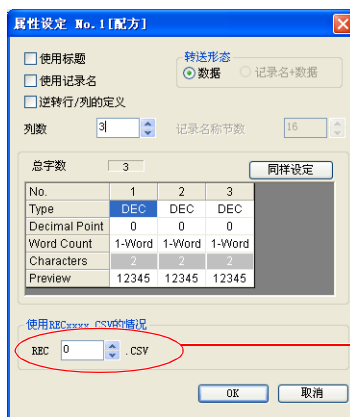 属性设定 No.1[配方]
使用标题
使用记录名
逆转行/列的定义
转送形态
数据 记录名+数据
列数 3 记录名称节数 16
总字数 3 同样设定
No. 1 2 3
Type DEC DEC DEC
Decimal Point 0 0 0
Word Count 1-Word 1-Word 1-Word
Characters 2 2 2
Preview 12345 12345 12345
使用RECxxxx.CSV的情况
REC 0 .CSV
OK 取消